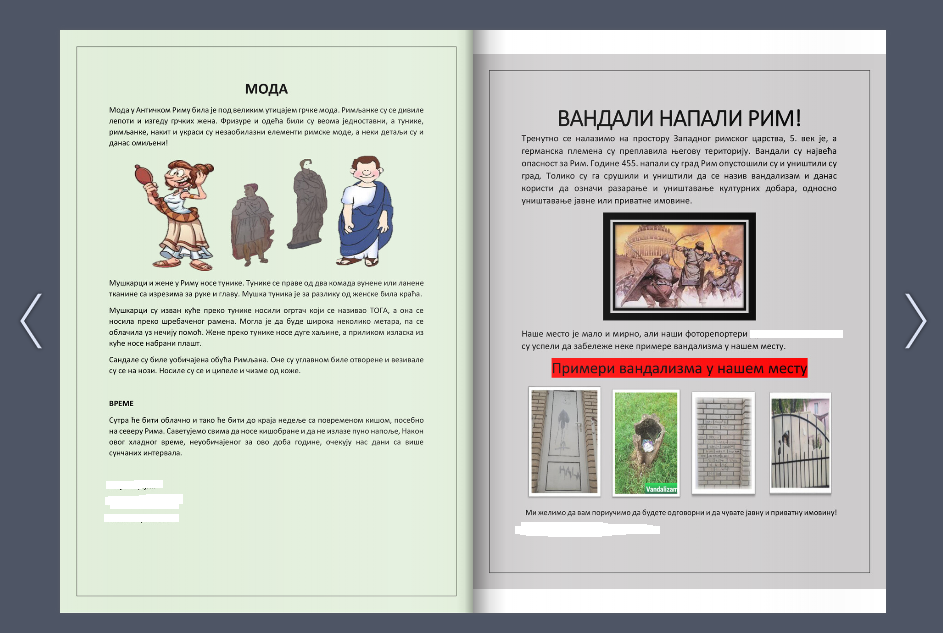 МОДА
Мода у Античком Риму била је под великим утицајем грчке мода. Римљанке су се дивиле
лепоти и изгеду грчких жена. Фризуре и одећа били су веома једноставни, а тунике,
римљанке, накит и украси су незаобилазни елементи римске моде, а неки детаљи су и
данас омиљени!
Мушкарци и жене у Риму носе тунике. Тунике се праве од два комада вунене или ланене
тканине са изрезима за руке и главу. Мушка туника је за разлику од женске била краћа.
Мушкарци су изван куће преко тунике носили огртач који се називао ТОГА, а она се
носила преко шребаченог рамена. Могла је да буде широка неколико метара, па се
облачила уз нечију помоћ. Жене преко тунике носе дуге хаљине, а приликом изласка из
куће носе набрани плашт.
Сандале су биле уобичајена обућа Римљана. Оне су углавном биле отворене и везивале
су се на нози. Носиле су се и ципеле и чизме од коже.
ВРЕМЕ
Сутра ће бити облачно и тако ће бити до краја недеље са повременом кишом, посебно
на северу Рима. Саветујемо свима да носе кишобране и да не излазе пуко напоље, Након
овог хладног време, неуобичајеног за ово доба године, очекују нас дани са више
сунчаних интервала.
ВАНДАЛИ НАПАЛИ РИМ!
Тренутно се налазимо на простору Западног римског царства, 5. век је, а
германска племена су преплавила његову територију. Вандали су највећа
опасност за Рим. Године 455. напали су град Рим опустошили су и уништили су
град. Толико су га срушили и уништили да се назив вандализам и данас
користи да означи разарање и уништавање културних добара, односно
уништавање јавне или приватне имовине.
Наше место је мало и мирно, али наши фоторепортери
су успели да забележе неке примере вандализма у нашем месту.
Примери вандализма у нашем месту
Vandalizam
Ми желимо да вам поручимо да будете одговорни и да чувате јавну и приватну имовину!